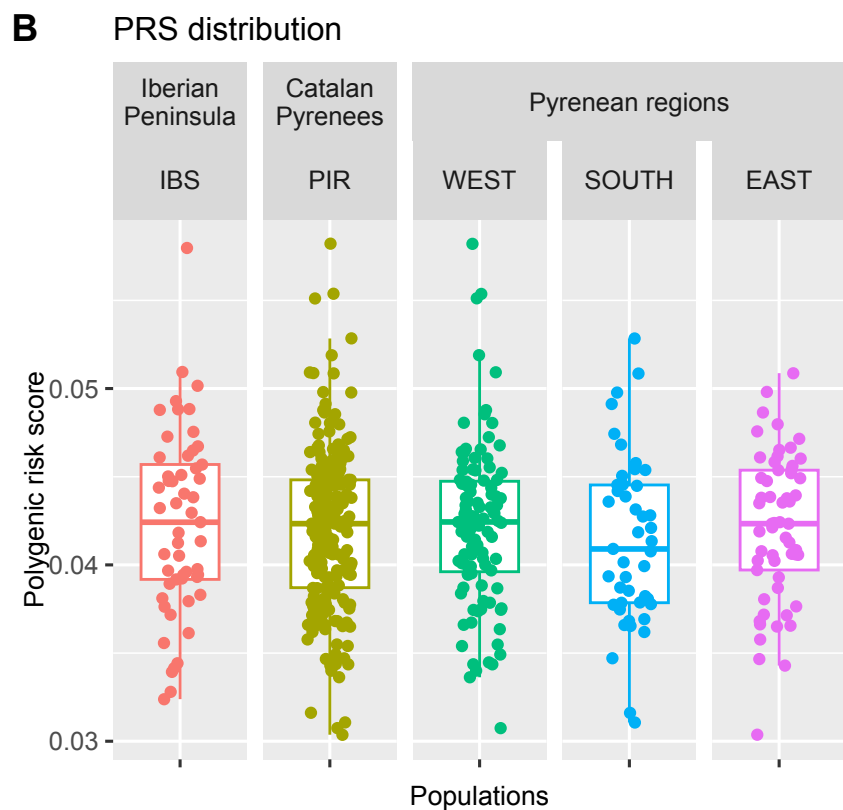 B PRS distribution
Iberian Peninsula
Catalan Pyrenees
Pyrenean regions
IBS
PIR
WEST
SOUTH
EAST
Polygenic risk score
0.05
0.04
0.03
Populations